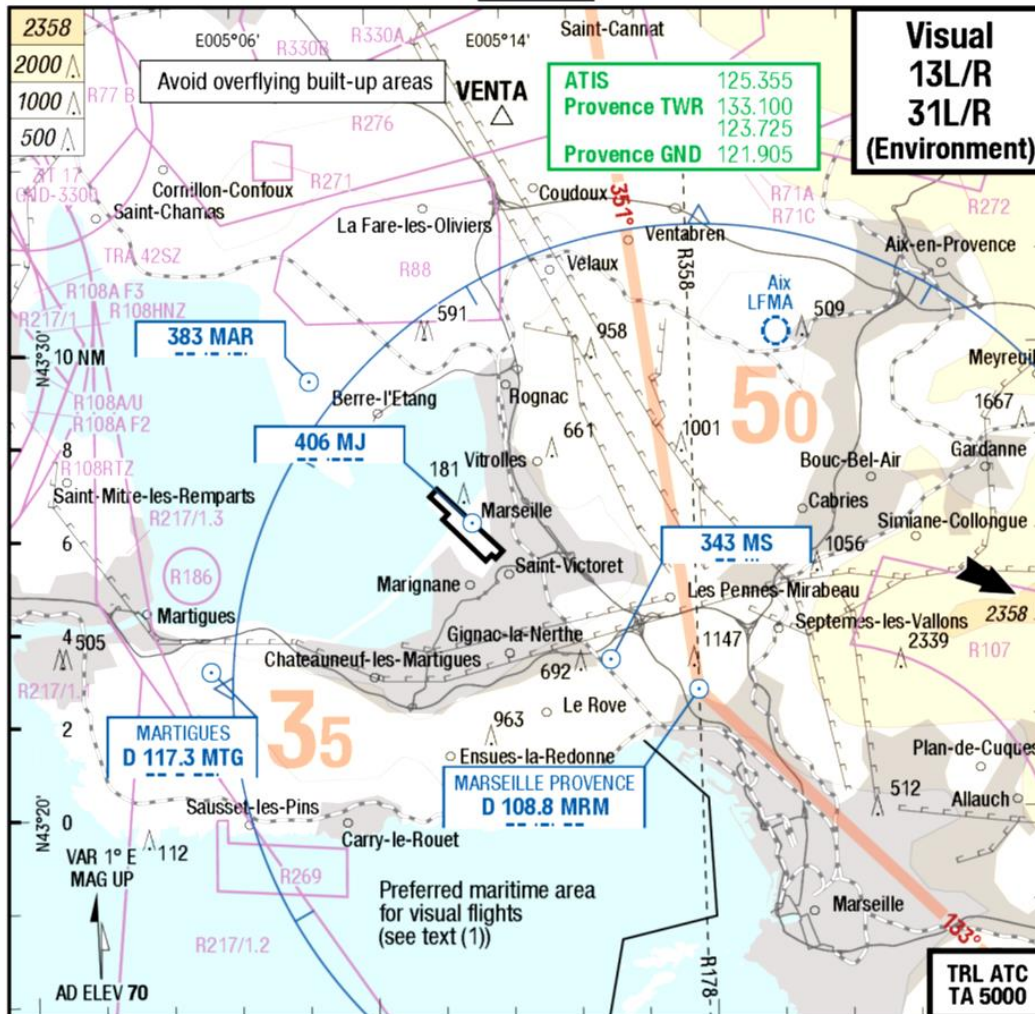 2358
2000
1000
500
E005°06'
R330B
R330A
E005°14'
Saint-Cannat
Visual
13L/R
31L/R
(Environment)
Avoid overflying built-up areas
VENTA
ATIS 125.355
Provence TWR 133.100
123.725
Provence GND 121.905
R77 B
R276
R271
Cornillon-Confoux
GND-3300
Saint-Chamas
Coudoux
351°
R71A
R71C
R272
La Fare-les-Oliviers
Ventabren
Aix-en-Provence
TRA 42SZ
R88
Velaux
R358
R108A F3
R108HNZ
R217/1
Aix
LFMA
509
591
383 MAR
958
N43°30'
10 NM
Meyreuil
Berre-l'Etang
Rognac
50
R108A/U
R108A F2
1667
406 MJ
661
1001
8
R108RTZ
181
Vitrolles
Bouc-Bel-Air
Gardanne
Saint-Mitre-les-Remparts
Marseille
Cabries
R217/1.3
Simiane-Collongue
6
343 MS
1056
R186
Saint-Victoret
Marignane
Les Pennes-Mirabeau
Martigues
2358
4
505
Gignac-la-Nerthe
Septemes-les-Vallons
1147
2339
R107
Chateauneuf-les-Martigues
692
R217/1.1
35
Le Rove
2
MARTIGUES
D 117.3 MTG
963
Ensues-la-Redonne
Plan-de-Cuques
MARSEILLE PROVENCE
D 108.8 MRM
512
Allauch
Sausset-les-Pins
N43°20'
0
Carry-le-Rouet
112
VAR 1° E
MAG UP
R269
Preferred maritime area
for visual flights
(see text (1))
Marseille
133°
R217/1.2
R178
AD ELEV 70
TRL ATC
TA 5000